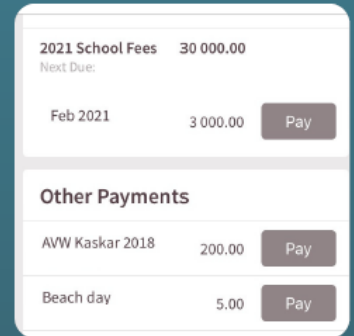 2021 School Fees 30 000.00
Next Due:
Feb 2021 3 000.00 Pay
Other Payments
AVW Kaskar 2018 200.00 Pay
Beach day 5.00 Pay